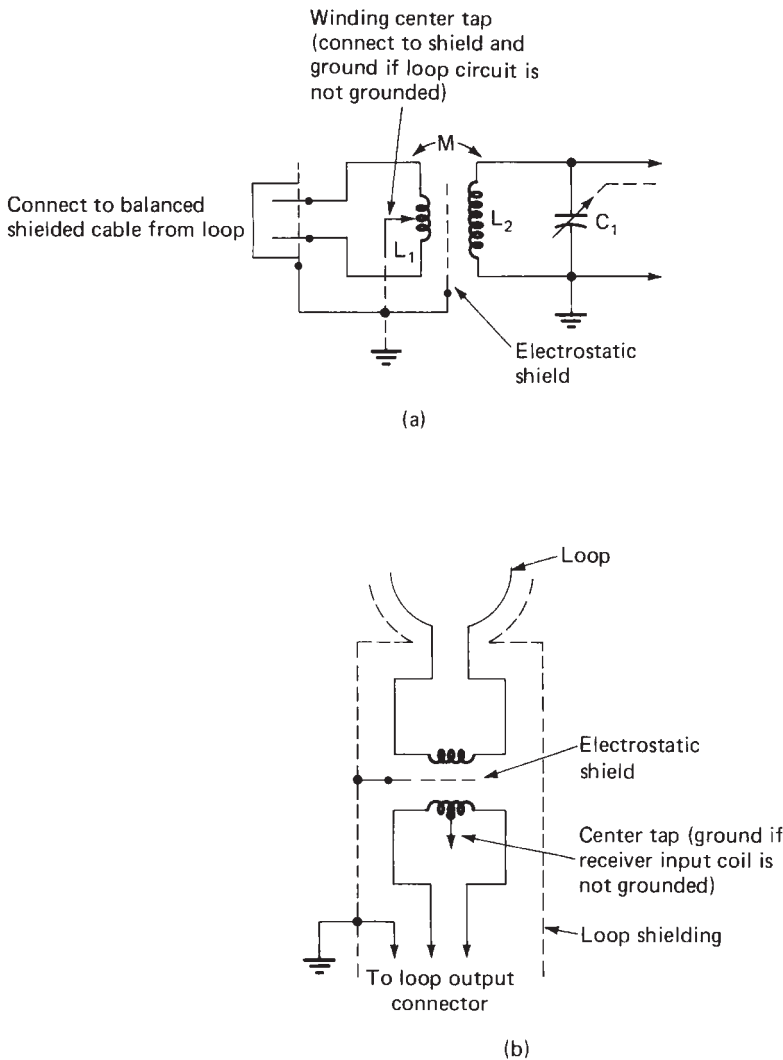 Winding center tap
(connect to shield and
ground if loop circuit is
not grounded)
M
Connect to balanced
shielded cable from loop
L1
L2
C1
Electrostatic
shield
(a)
Loop
Electrostatic
shield
Center tap (ground if
receiver input coil is
not grounded)
Loop shielding
To loop output
connector
(b)